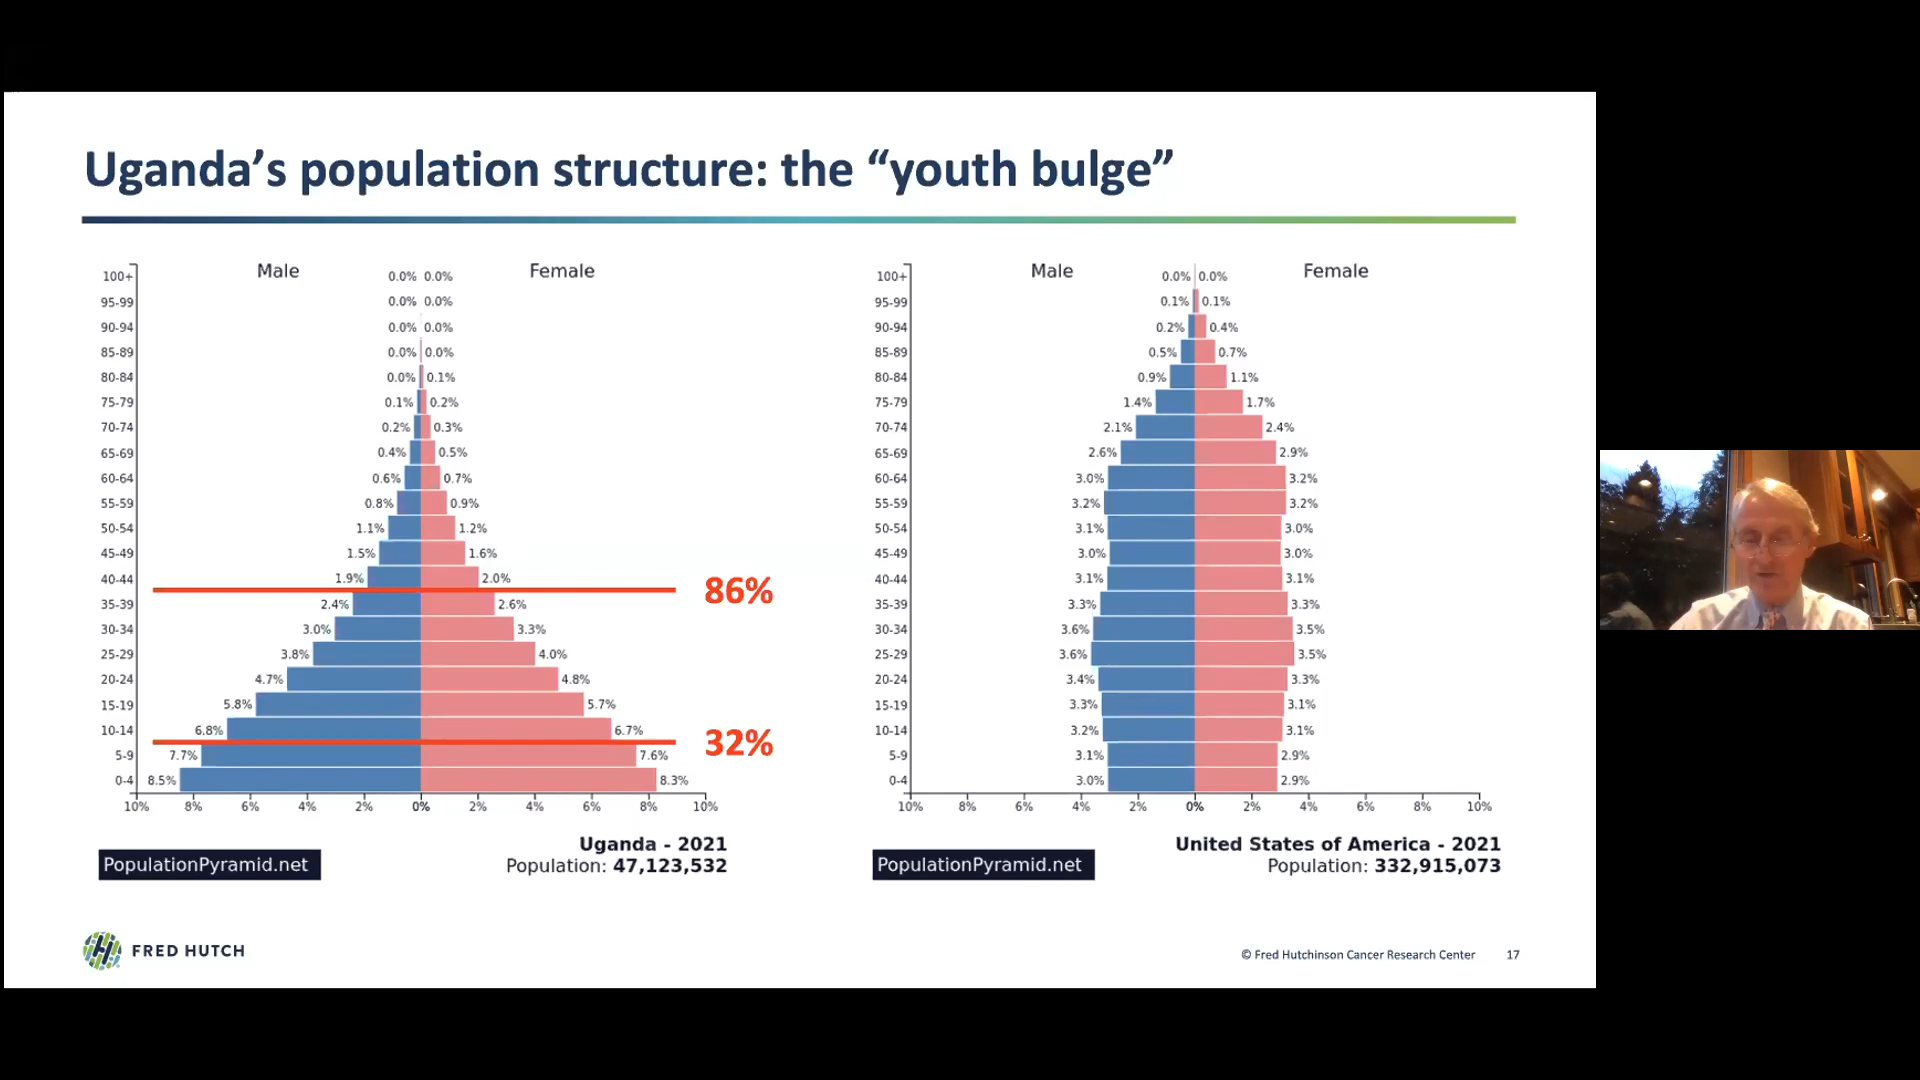 Uganda’s population structure: the “youth bulge”
Male Female
100+ 0.0% 0.0%
95-99 0.0% 0.0%
90-94 0.0% 0.0%
85-89 0.0% 0.0%
80-84 0.0% 0.1%
75-79 0.1% 0.2%
70-74 0.2% 0.3%
65-69 0.4% 0.5%
60-64 0.6% 0.7%
55-59 0.8% 0.9%
50-54 1.1% 1.2%
45-49 1.5% 1.6%
40-44 1.9% 2.0%
86%
35-39 2.4% 2.6%
30-34 3.0% 3.3%
25-29 3.8% 4.0%
20-24 4.7% 4.8%
15-19 5.8% 5.7%
10-14 6.8% 6.7%
32%
5-9 7.7% 7.6%
0-4 8.5% 8.3%
10% 8% 6% 4% 2% 0% 2% 4% 6% 8% 10%
Uganda - 2021
PopulationPyramid.net Population: 47,123,532
Male Female
100+ 0.0% 0.0%
95-99 0.1% 0.1%
90-94 0.2% 0.4%
85-89 0.5% 0.7%
80-84 0.9% 1.1%
75-79 1.4% 1.7%
70-74 2.1% 2.4%
65-69 2.6% 2.9%
60-64 3.0% 3.2%
55-59 3.2% 3.2%
50-54 3.1% 3.0%
45-49 3.0% 3.0%
40-44 3.1% 3.1%
35-39 3.3% 3.3%
30-34 3.6% 3.5%
25-29 3.6% 3.5%
20-24 3.4% 3.3%
15-19 3.3% 3.1%
10-14 3.2% 3.1%
5-9 3.1% 2.9%
0-4 3.0% 2.9%
10% 8% 6% 4% 2% 0% 2% 4% 6% 8% 10%
United States of America - 2021
PopulationPyramid.net Population: 332,915,073
FRED HUTCH
© Fred Hutchinson Cancer Research Center 17